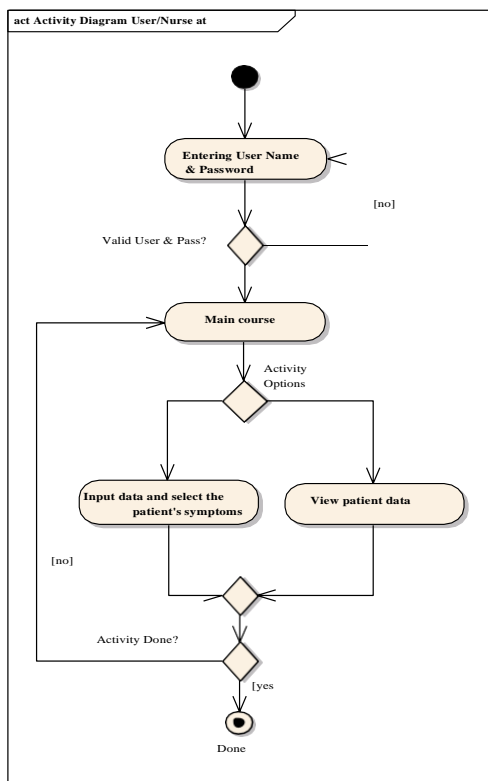 act Activity Diagram User/Nurse at
Entering User Name
& Password
[no]
Valid User & Pass?
Main course
Activity
Options
Input data and select the
patient's symptoms
View patient data
[no]
Activity Done?
[yes
Done